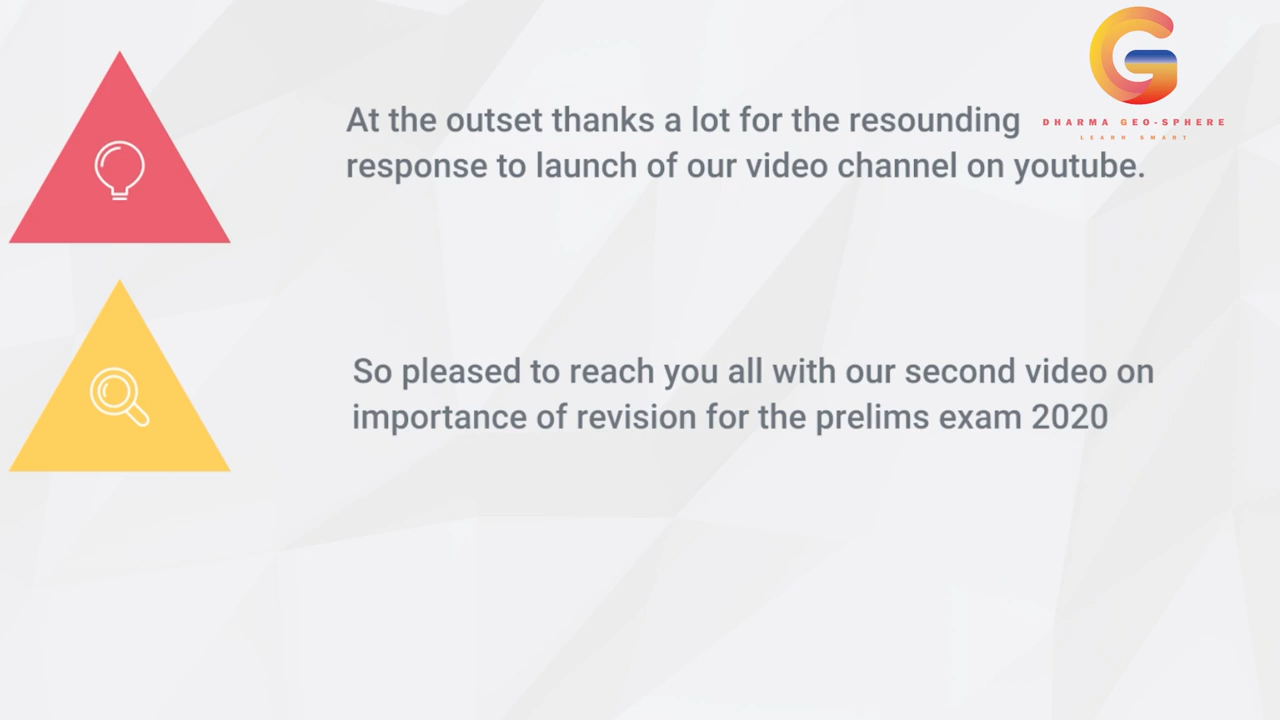 At the outset thanks a lot for the resounding
response to launch of our video channel on youtube.
DHARMA GEO-SPHERE
LEARN SMART
So pleased to reach you all with our second video on
importance of revision for the prelims exam 2020